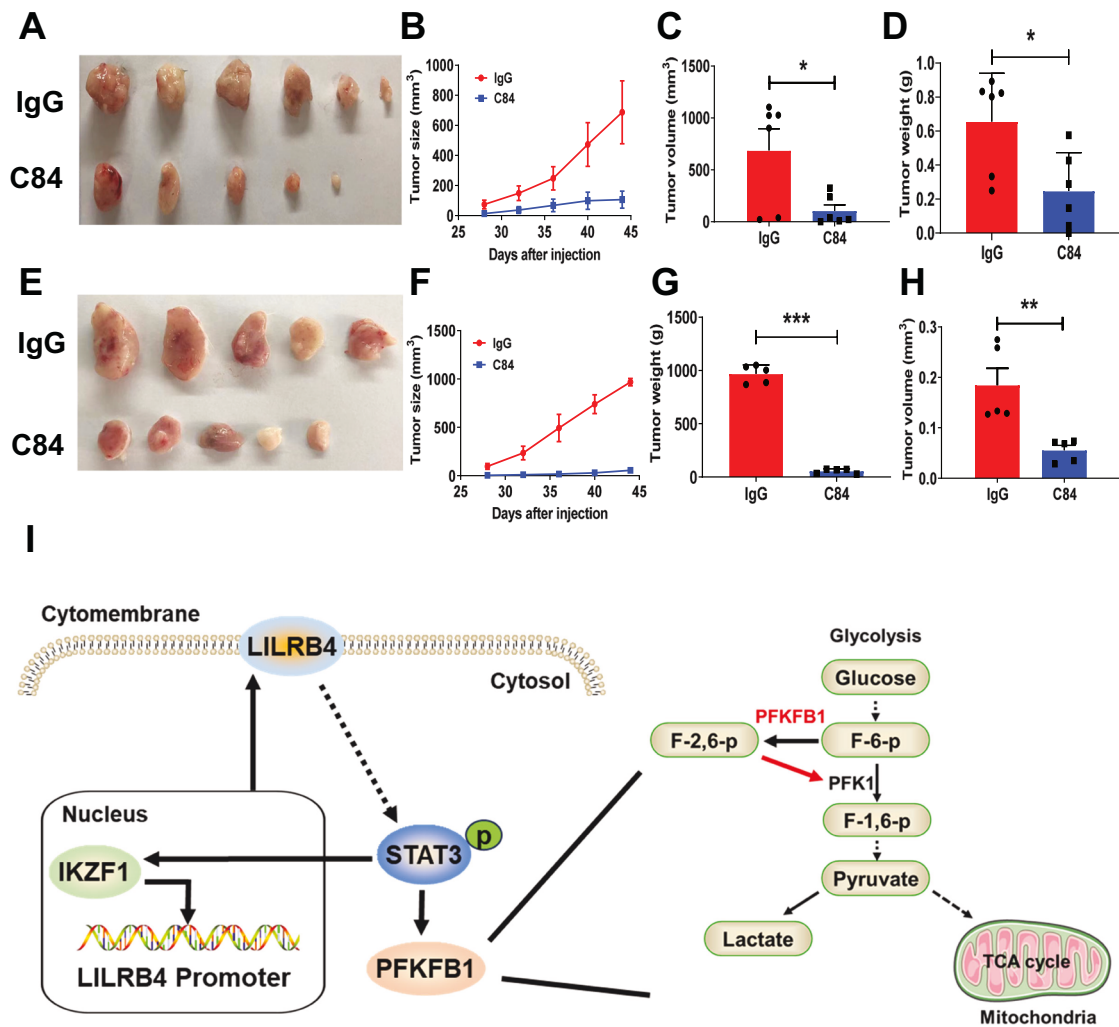 A
IgG
C84
B
Tumor size (mm3)
1000
800
600
400
200
0
25 30 35 40 45
Days after injection
IgG
C84
C
Tumor volume (mm3)
1500
1000
500
0
*
IgG C84
D
Tumor weight (g)
1.0
0.8
0.6
0.4
0.2
0.0
*
IgG C84
E
IgG
C84
F
Tumor size (mm3)
1500
1000
500
0
25 30 35 40 45
Days after injection
IgG
C84
G
Tumor weight (g)
1500
1000
500
0
***
IgG C84
H
Tumor volume (mm3)
0.3
0.2
0.1
0.0
**
IgG C84
I
Cytomembrane
LILRB4
Cytosol
Nucleus
IKZF1
LILRB4 Promoter
STAT3
p
PFKFB1
Glycolysis
Glucose
PFKFB1
F-2,6-p
F-6-p
PFK1
F-1,6-p
Pyruvate
Lactate
TCA cycle
Mitochondria